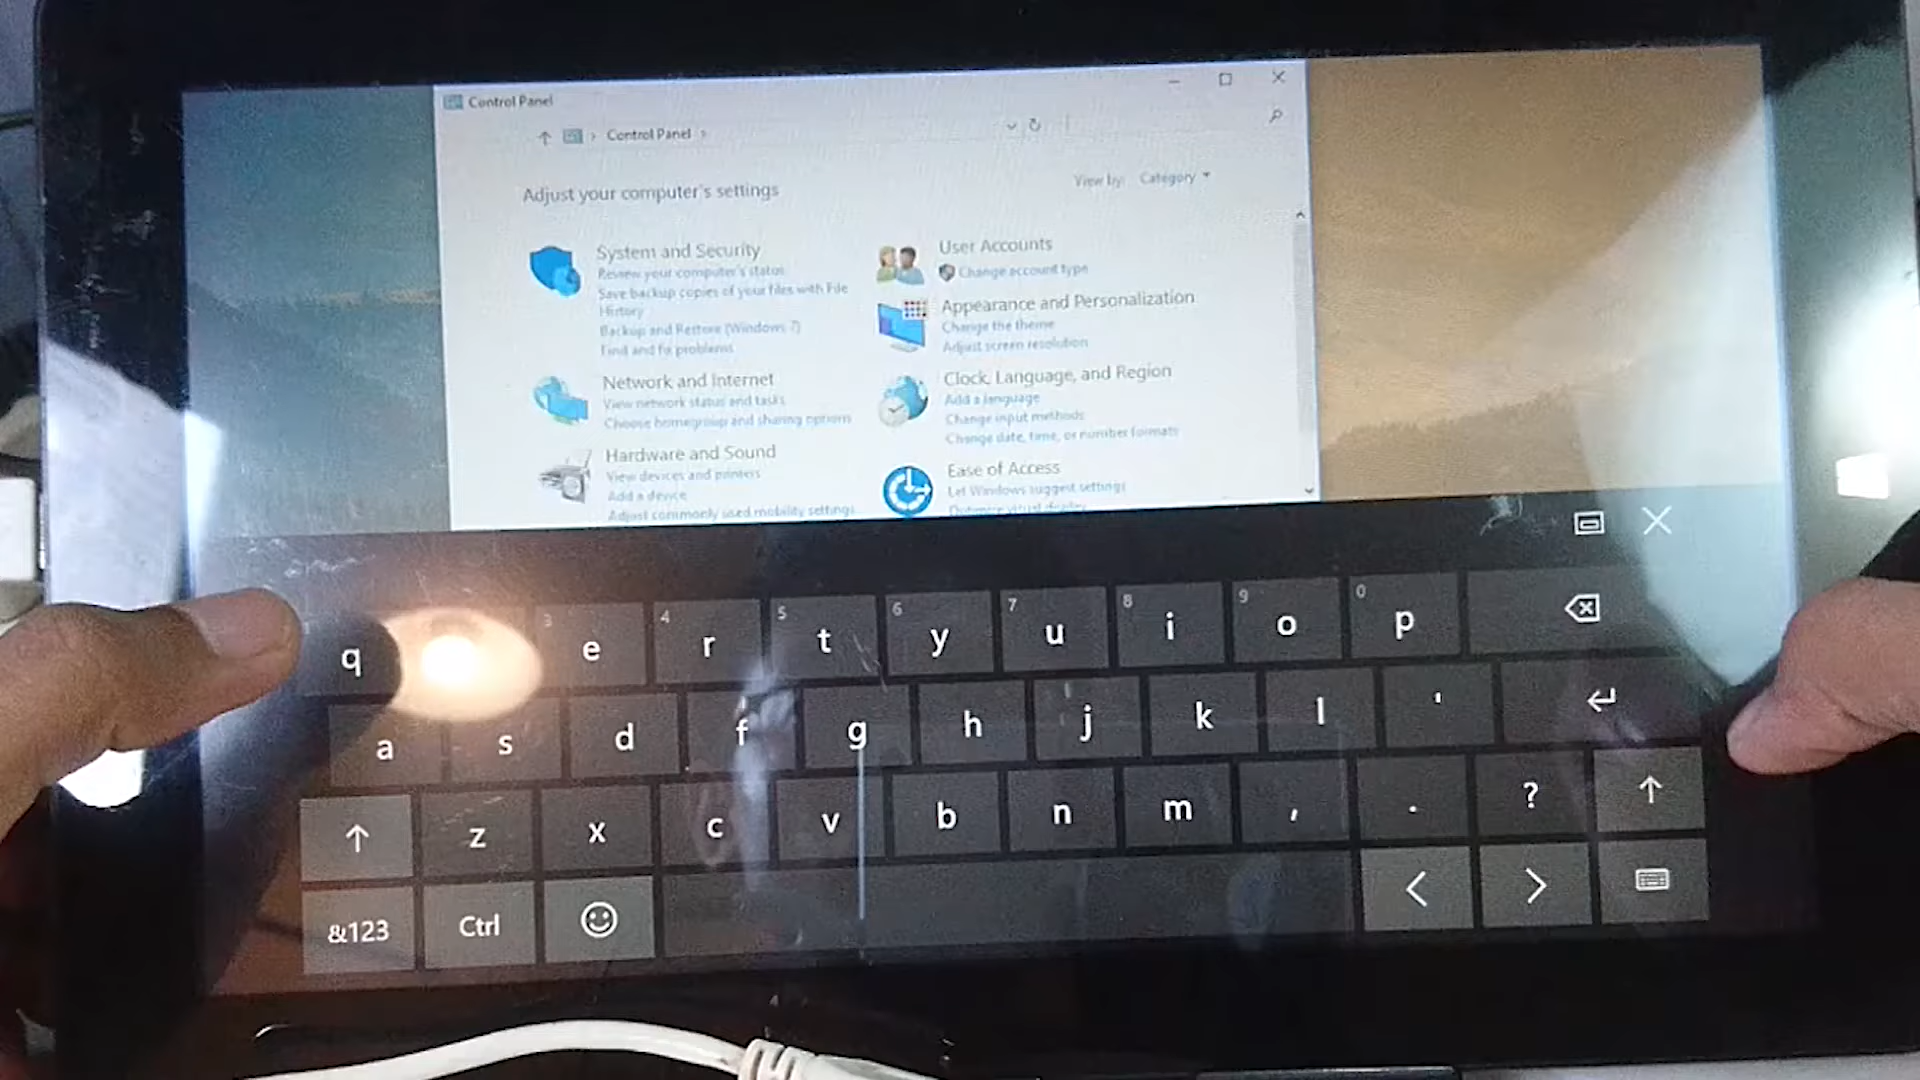 Control Panel
Control Panel
Adjust your computer's settings
View by: Category
System and Security
Review your computer's status
Save backup copies of your files with File
History
Backup and Restore (Windows 7)
Find and fix problems
Network and Internet
View network status and tasks
Choose homegroup and sharing options
Hardware and Sound
View devices and printers
Add a device
Adjust commonly used mobility settings
User Accounts
Change account type
Appearance and Personalization
Change the theme
Adjust screen resolution
Clock, Language, and Region
Add a language
Change input methods
Change date, time, or number formats
Ease of Access
Let Windows suggest settings
Optimize visual display
3 4 5 6 7 8 9 0
q e r t y u i o p
a s d f g h j k l '
z x c v b n m , . ?
&123 Ctrl